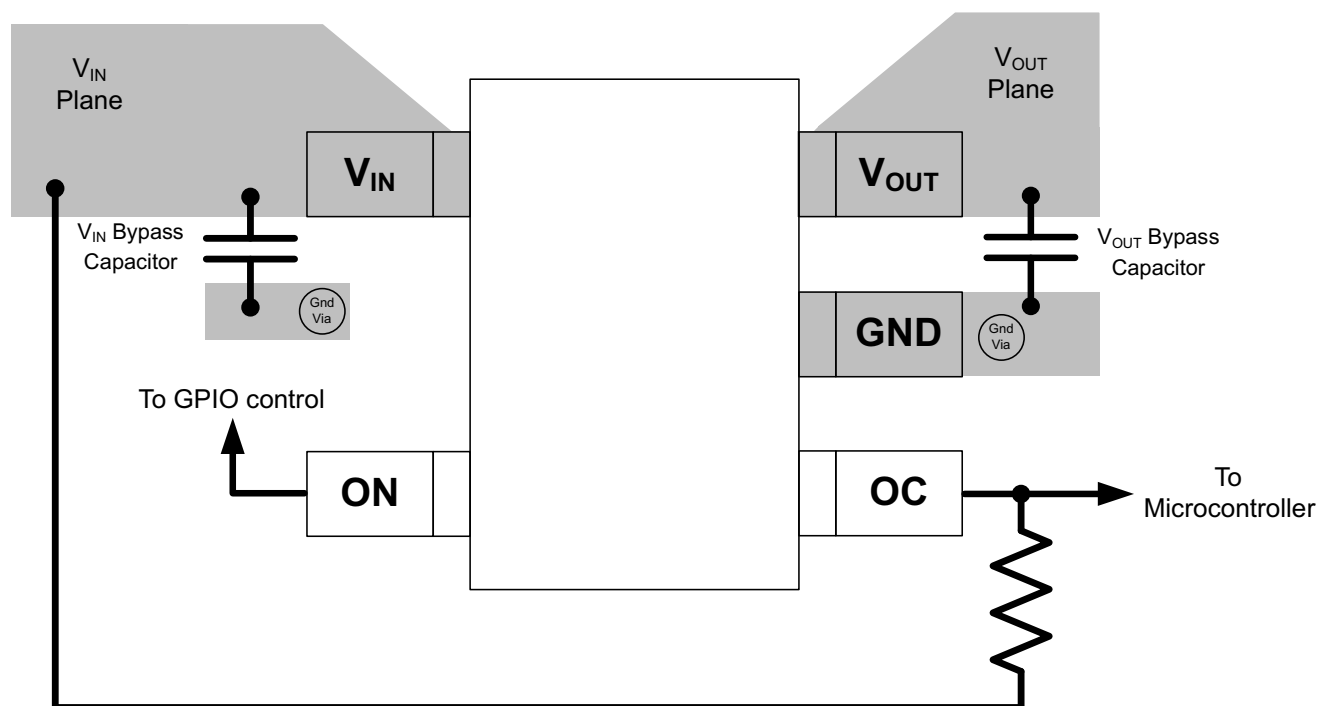 VIN
Plane
VOUT
Plane
VIN
VOUT
VIN Bypass
Capacitor
VOUT Bypass
Capacitor
Gnd
Via
GND
Gnd
Via
To GPIO control
ON
OC
To
Microcontroller